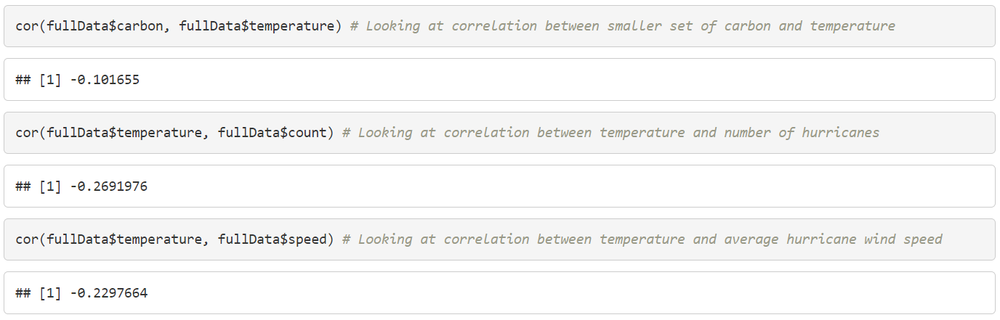 cor(fullData$carbon, fullData$temperature) # Looking at correlation between smaller set of carbon and temperature
## [1] -0.101655
cor(fullData$temperature, fullData$count) # Looking at correlation between temperature and number of hurricanes
## [1] -0.2691976
cor(fullData$temperature, fullData$speed) # Looking at correlation between temperature and average hurricane wind speed
## [1] -0.2297664